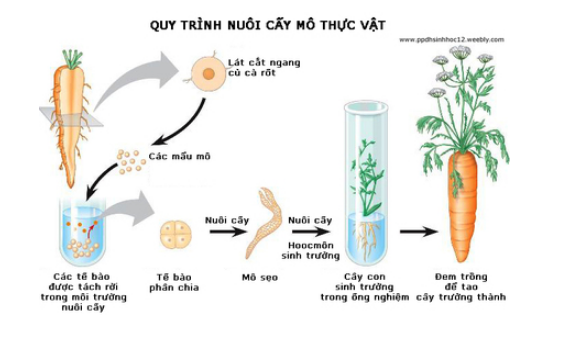 QUY TRÌNH NUÔI CẤY MÔ THỰC VẬT
www.ppdhsinhhoc12.weebly.com
Lát cắt ngang
củ cà rốt
Các mẩu mô
Nuôi cấy
Nuôi cấy
Hoocmôn
sinh trưởng
Các tế bào
được tách rời
trong môi trường
nuôi cấy
Tế bào
phân chia
Mô sẹo
Cây con
sinh trưởng
trong ống nghiệm
Đem trồng
để tao
cây trưởng thành